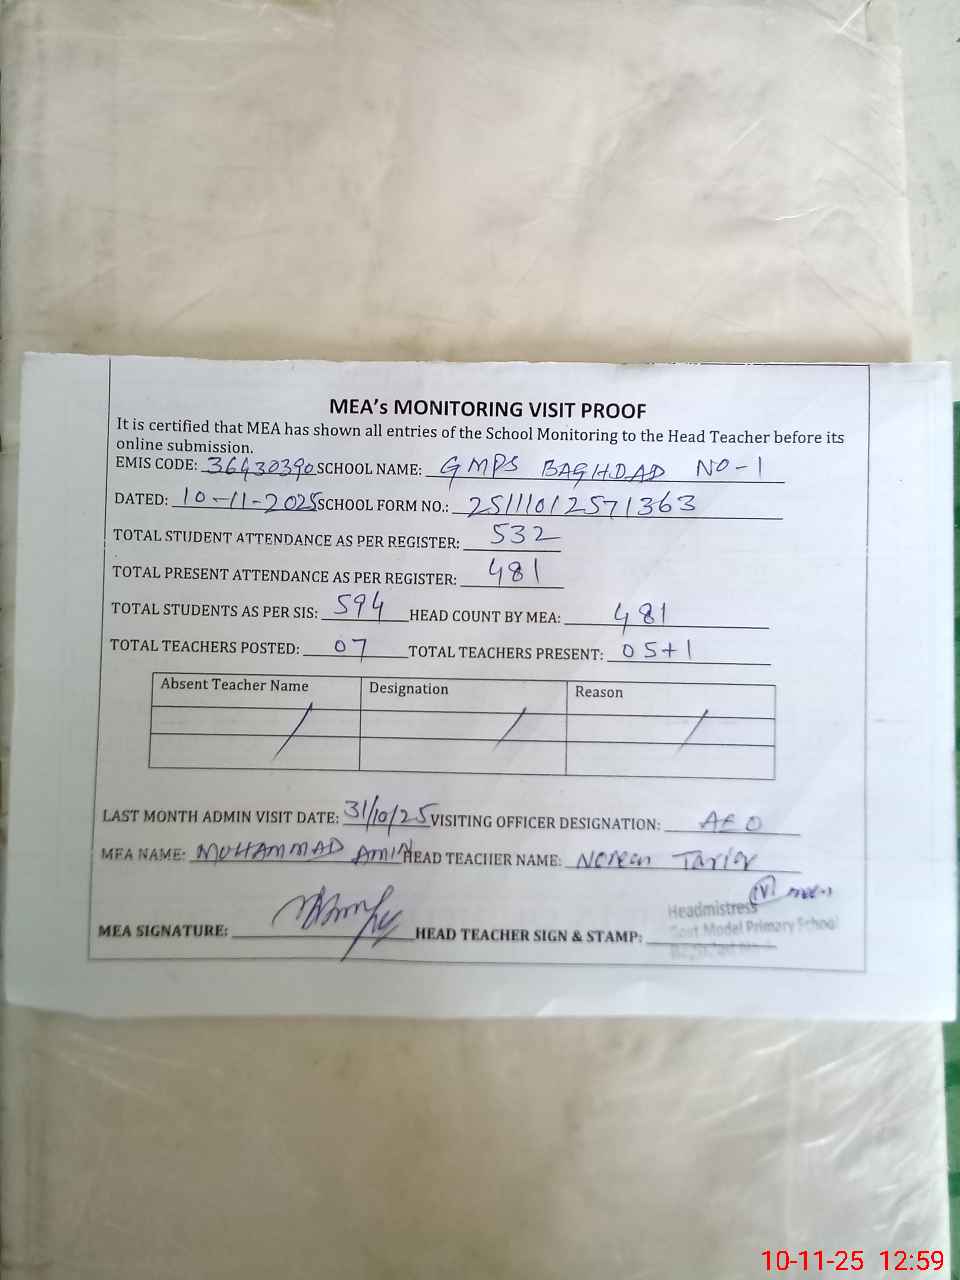 MEA's MONITORING VISIT PROOF
It is certified that MEA has shown all entries of the School Monitoring to the Head Teacher before its
online submission.
EMIS CODE: 36430390 SCHOOL NAME: GMPS BAGHDAD NO-1
DATED: 10-11-2025 SCHOOL FORM NO.: 25111012571363
TOTAL STUDENT ATTENDANCE AS PER REGISTER: 532
TOTAL PRESENT ATTENDANCE AS PER REGISTER: 481
TOTAL STUDENTS AS PER SIS: 594 HEAD COUNT BY MEA: 481
TOTAL TEACHERS POSTED: 07 TOTAL TEACHERS PRESENT: 05+1
Absent Teacher Name Designation Reason
LAST MONTH ADMIN VISIT DATE: 31/10/25 VISITING OFFICER DESIGNATION: AEO
MEA NAME: MUHAMMAD AMIN HEAD TEACHER NAME: Noreen Tariq
Headmistress
MEA SIGNATURE: HEAD TEACHER SIGN & STAMP: Govt. Model Primary School
10-11-25 12:59